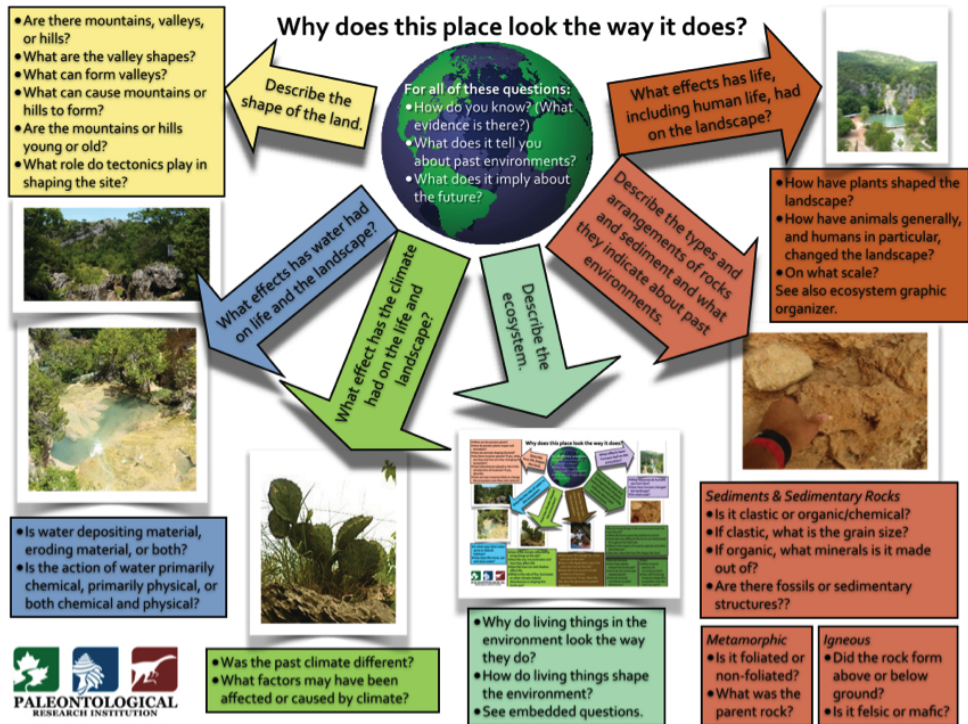 Why does this place look the way it does?
• Are there mountains, valleys,
or hills?
• What are the valley shapes?
• What can form valleys?
• What can cause mountains or
hills to form?
• Are the mountains or hills
young or old?
• What role do tectonics play in
shaping the site?
Describe the
shape of the land.
For all of these questions:
• How do you know? (What
evidence is there?)
• What does it tell you
about past environments?
• What does it imply about
the future?
What effects has life,
including human life, had
on the landscape?
• How have plants shaped the
landscape?
• How have animals generally,
and humans in particular,
changed the landscape?
• On what scale?
See also ecosystem graphic
organizer.
What effects has water had
on life and the landscape?
• Is water depositing material,
eroding material, or both?
• Is the action of water primarily
chemical, primarily physical, or
both chemical and physical?
What effect has the climate
had on the life and
landscape?
• Was the past climate different?
• What factors may have been
affected or caused by climate?
Describe the
ecosystem.
Why does this place look the way it does?
• Why do living things in the
environment look the way
they do?
• How do living things shape
the environment?
• See embedded questions.
Describe the types and
arrangements of rocks
and sediment and what
they indicate about past
environments.
Sediments & Sedimentary Rocks
• Is it clastic or organic/chemical?
• If clastic, what is the grain size?
• If organic, what minerals is it made
out of?
• Are there fossils or sedimentary
structures??
Metamorphic
• Is it foliated or
non-foliated?
• What was the
parent rock?
Igneous
• Did the rock form
above or below
ground?
• Is it felsic or mafic?
PALEONTOLOGICAL
RESEARCH INSTITUTION